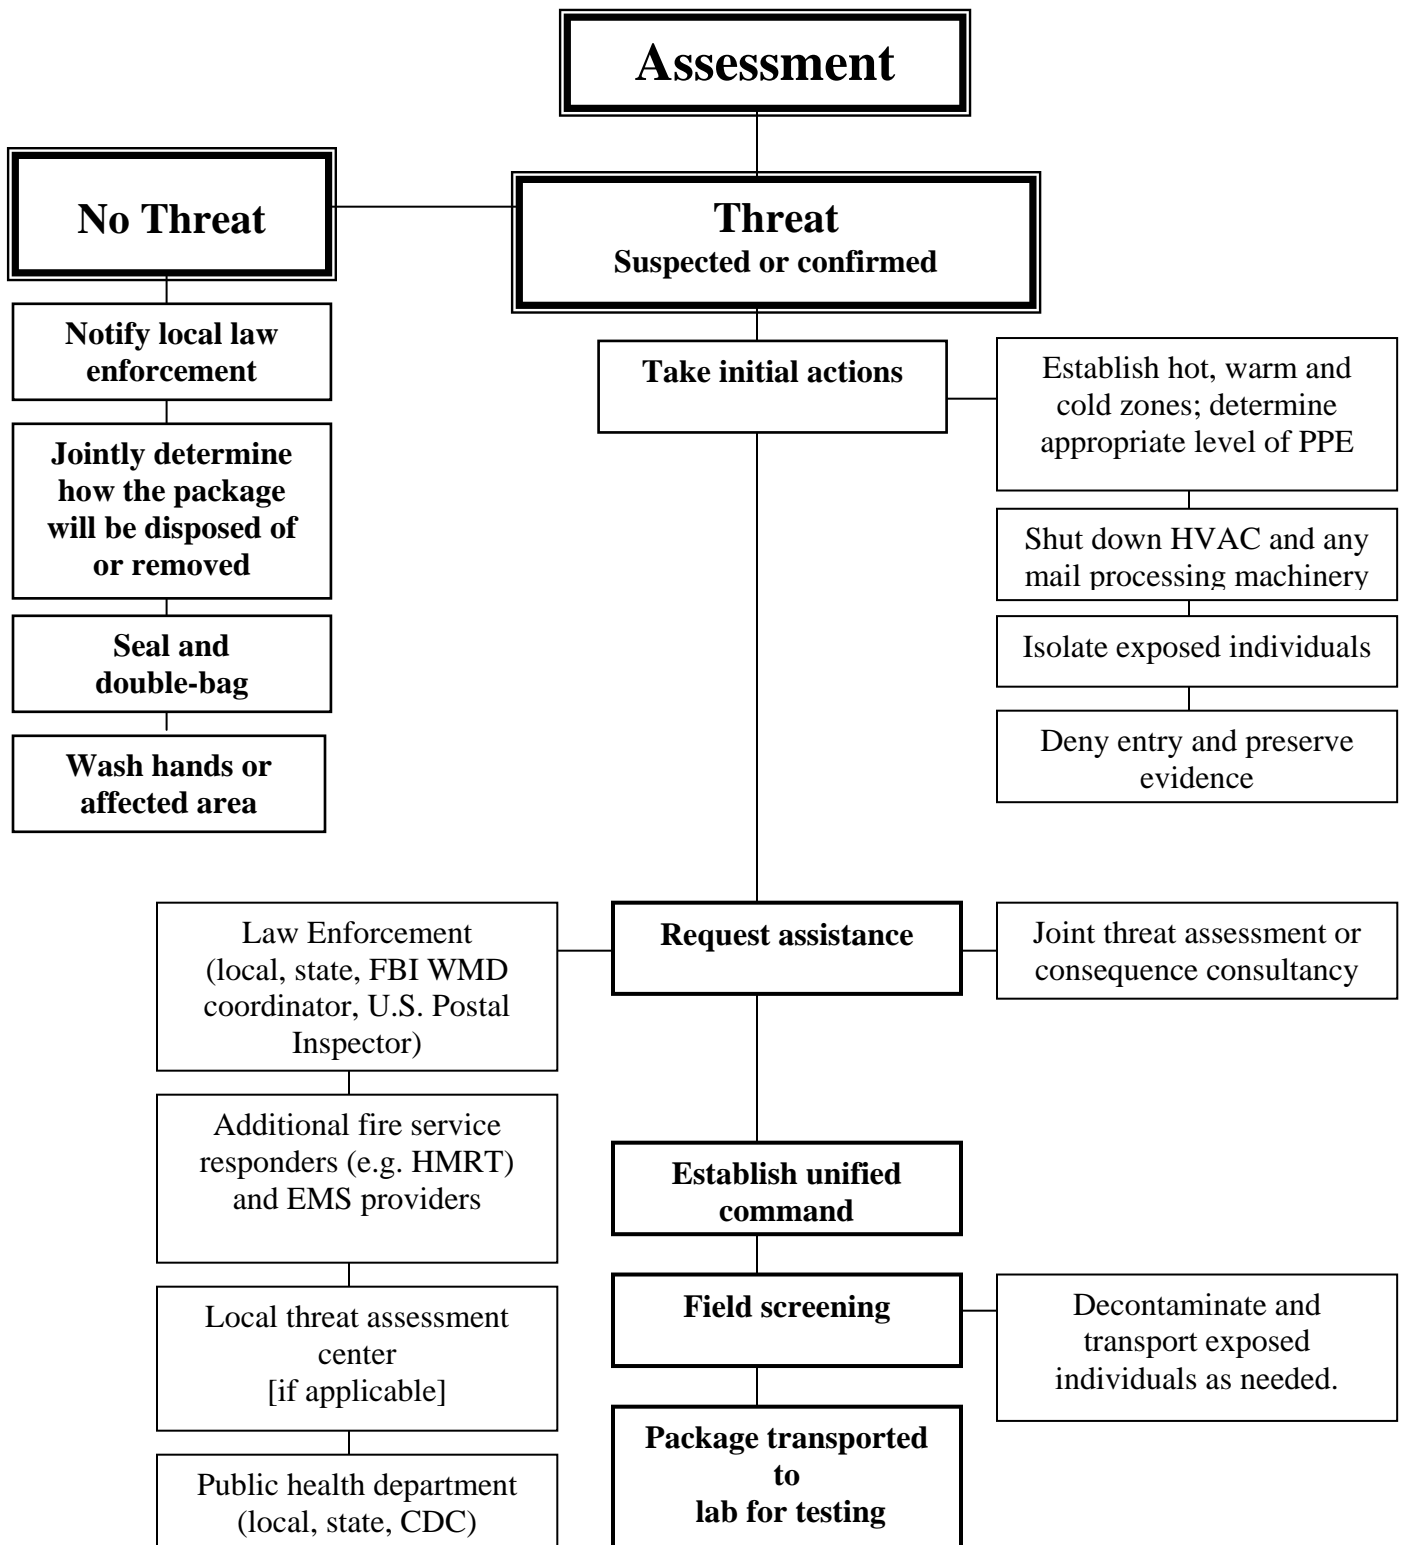 Assessment
No Threat
Threat
Suspected or confirmed
Notify local law
enforcement
Jointly determine
how the package
will be disposed of
or removed
Seal and
double-bag
Wash hands or
affected area
Take initial actions
Establish hot, warm and
cold zones; determine
appropriate level of PPE
Shut down HVAC and any
mail processing machinery
Isolate exposed individuals
Deny entry and preserve
evidence
Request assistance
Law Enforcement
(local, state, FBI WMD
coordinator, U.S. Postal
Inspector)
Additional fire service
responders (e.g. HMRT)
and EMS providers
Local threat assessment
center
[if applicable]
Public health department
(local, state, CDC)
Joint threat assessment or
consequence consultancy
Establish unified
command
Field screening
Decontaminate and
transport exposed
individuals as needed.
Package transported
to
lab for testing